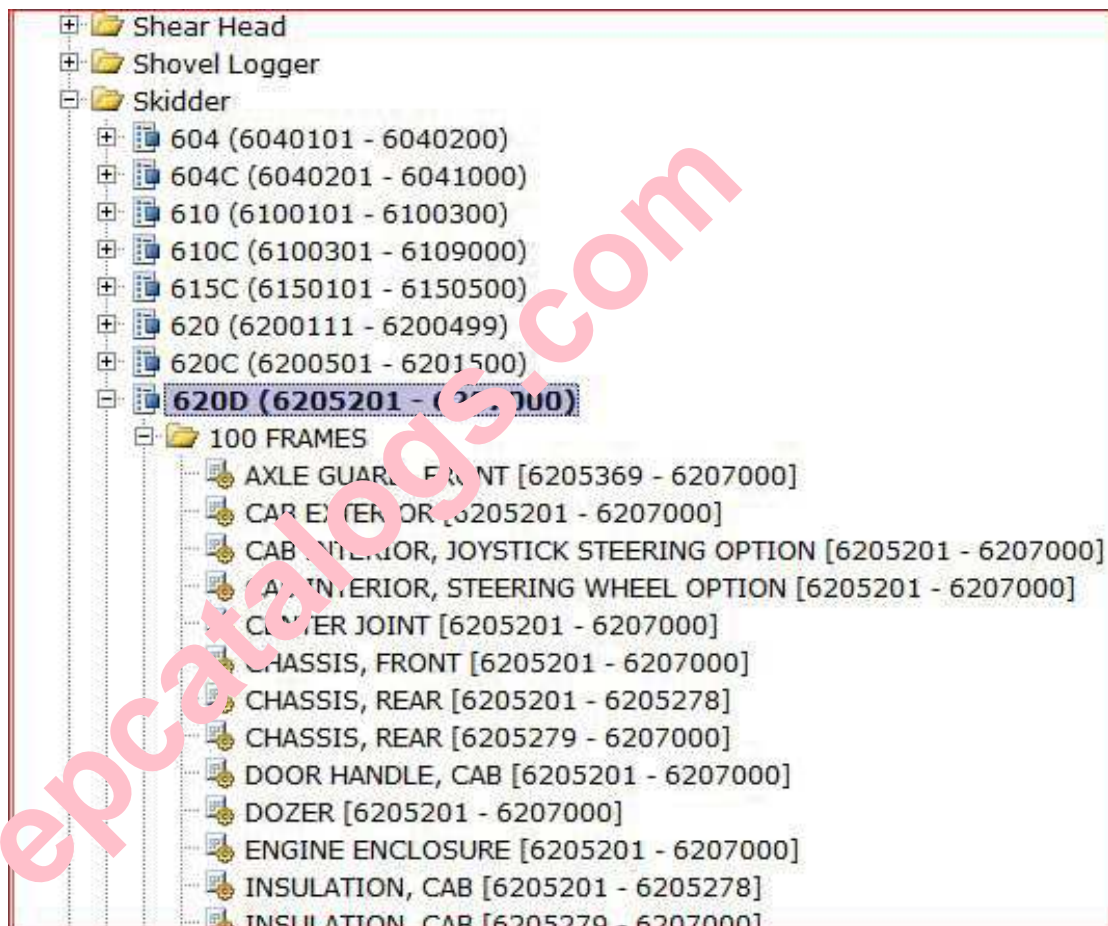 Shear Head
Shovel Logger
Skidder
604 (6040101 - 6040200)
604C (6040201 - 6041000)
610 (6100101 - 6100300)
610C (6100301 - 6109000)
615C (6150101 - 6150500)
620 (6200111 - 6200499)
620C (6200501 - 6201500)
620D (6205201 -
100 FRAMES
AXLE GUARD, FRONT [6205369 - 6207000]
CAB EXTERIOR [6205201 - 6207000]
CAB INTERIOR, JOYSTICK STEERING OPTION [6205201 - 6207000]
CAB INTERIOR, STEERING WHEEL OPTION [6205201 - 6207000]
CENTER JOINT [6205201 - 6207000]
CHASSIS, FRONT [6205201 - 6207000]
CHASSIS, REAR [6205201 - 6205278]
CHASSIS, REAR [6205279 - 6207000]
DOOR HANDLE, CAB [6205201 - 6207000]
DOZER [6205201 - 6207000]
ENGINE ENCLOSURE [6205201 - 6207000]
INSULATION, CAB [6205201 - 6205278]
INSULATION, CAB [6205279 - 6207000]
epcatalogs.com